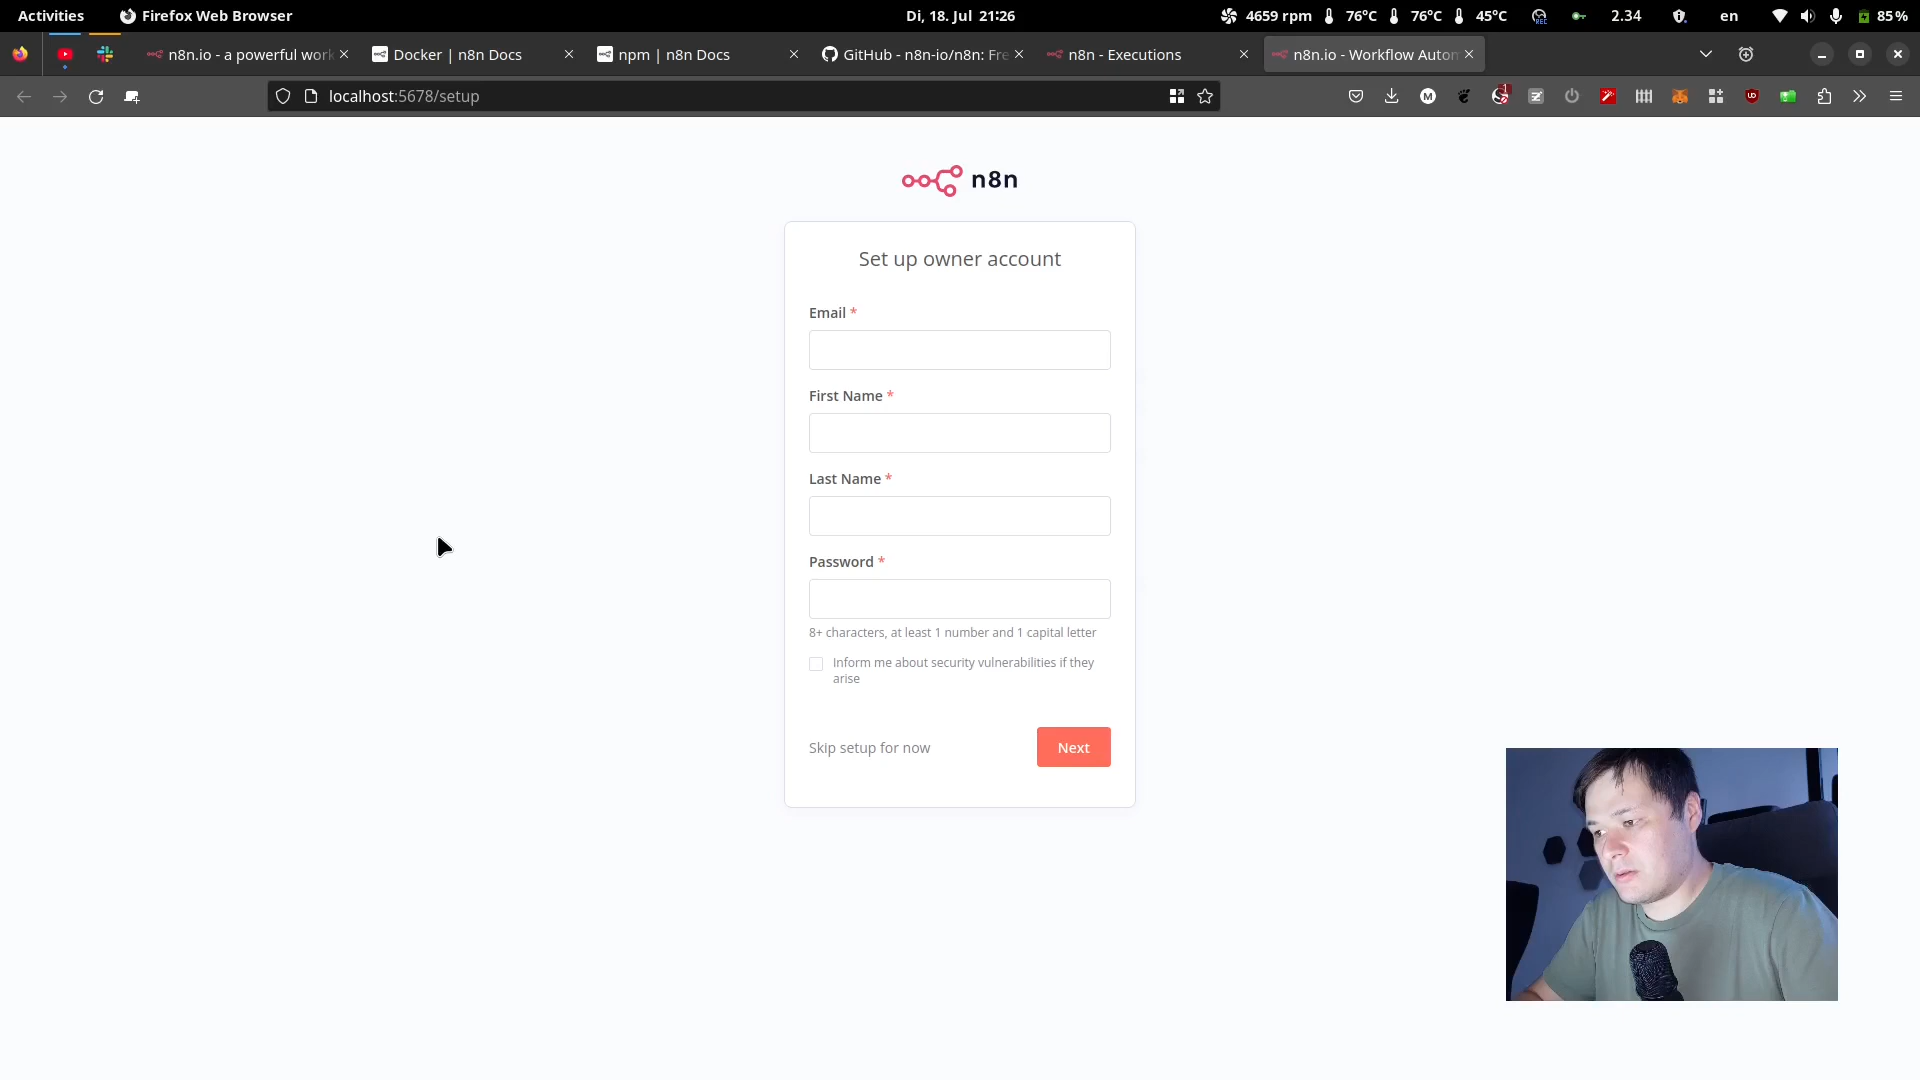 Activities
Firefox Web Browser
Di, 18. Jul 21:26
4659 rpm
76°C
76°C
45°C
REC
2.34
en
85%
n8n.io - a powerful work
Docker | n8n Docs
npm | n8n Docs
GitHub - n8n-io/n8n: Fre
n8n - Executions
n8n.io - Workflow Autom
localhost:5678/setup
M
1
n8n
Set up owner account
Email *
First Name *
Last Name *
Password *
8+ characters, at least 1 number and 1 capital letter
Inform me about security vulnerabilities if they
arise
Skip setup for now
Next